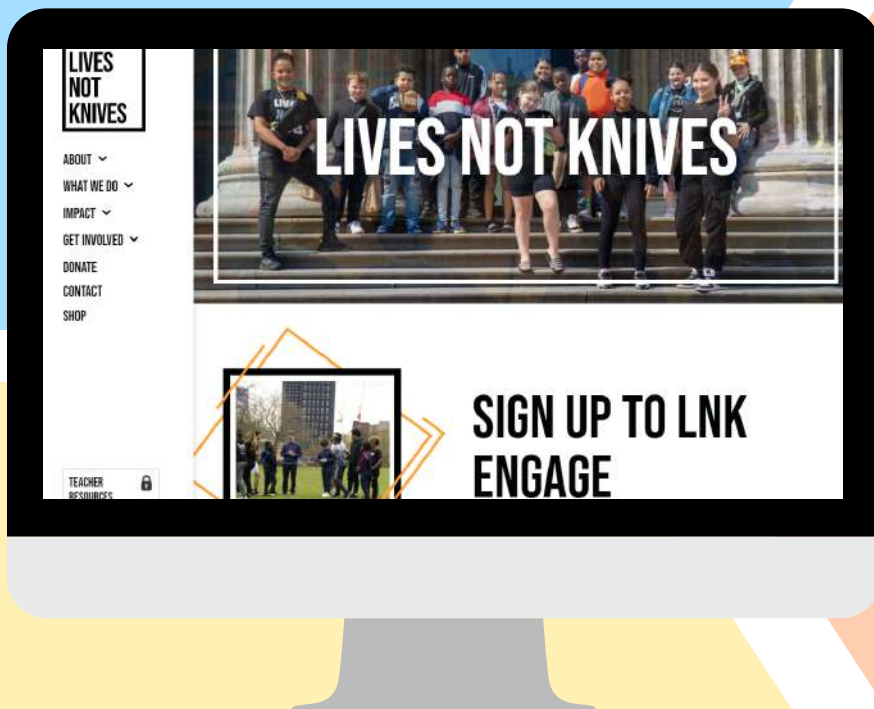 LIVES
NOT
KNIVES
ABOUT
WHAT WE DO
IMPACT
GET INVOLVED
DONATE
CONTACT
SHOP
TEACHER
RESOURCES
LIVES NOT KNIVES
SIGN UP TO LNK
ENGAGE